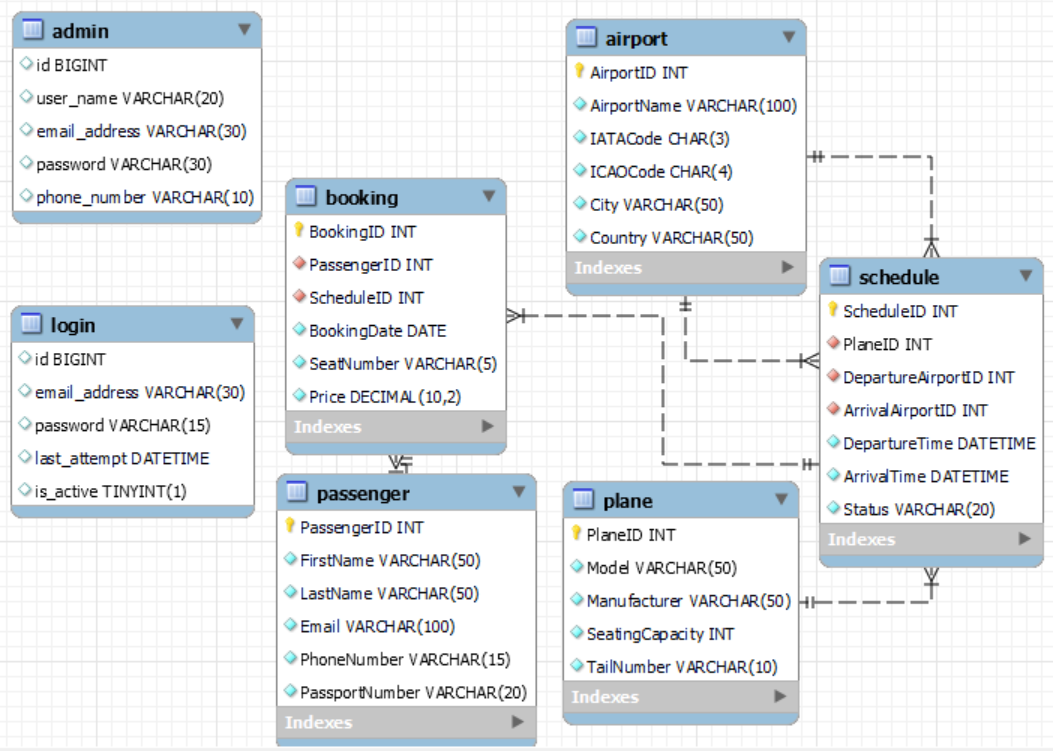 admin
id BIGINT
user_name VARCHAR(20)
email_address VARCHAR(30)
password VARCHAR(30)
phone_number VARCHAR(10)
login
id BIGINT
email_address VARCHAR(30)
password VARCHAR(15)
last_attempt DATETIME
is_active TINYINT(1)
booking
BookingID INT
PassengerID INT
ScheduleID INT
BookingDate DATE
SeatNumber VARCHAR(5)
Price DECIMAL(10,2)
Indexes
passenger
PassengerID INT
FirstName VARCHAR(50)
LastName VARCHAR(50)
Email VARCHAR(100)
PhoneNumber VARCHAR(15)
PassportNumber VARCHAR(20)
Indexes
airport
AirportID INT
AirportName VARCHAR(100)
IATACode CHAR(3)
ICAOCode CHAR(4)
City VARCHAR(50)
Country VARCHAR(50)
Indexes
plane
PlaneID INT
Model VARCHAR(50)
Manufacturer VARCHAR(50)
SeatingCapacity INT
TailNumber VARCHAR(10)
Indexes
schedule
ScheduleID INT
PlaneID INT
DepartureAirportID INT
ArrivalAirportID INT
DepartureTime DATETIME
ArrivalTime DATETIME
Status VARCHAR(20)
Indexes